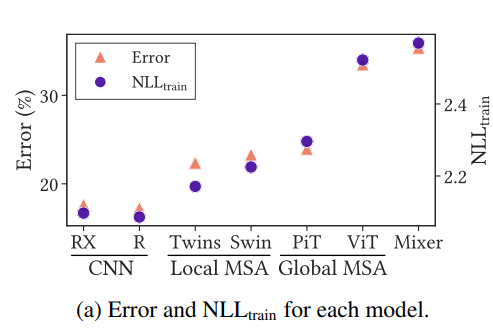 Error
NLLtrain
Error (%)
30
20
2.4
2.2
NLLtrain
RX R Twins Swin PiT ViT Mixer
CNN Local MSA Global MSA
(a) Error and NLLtrain for each model.